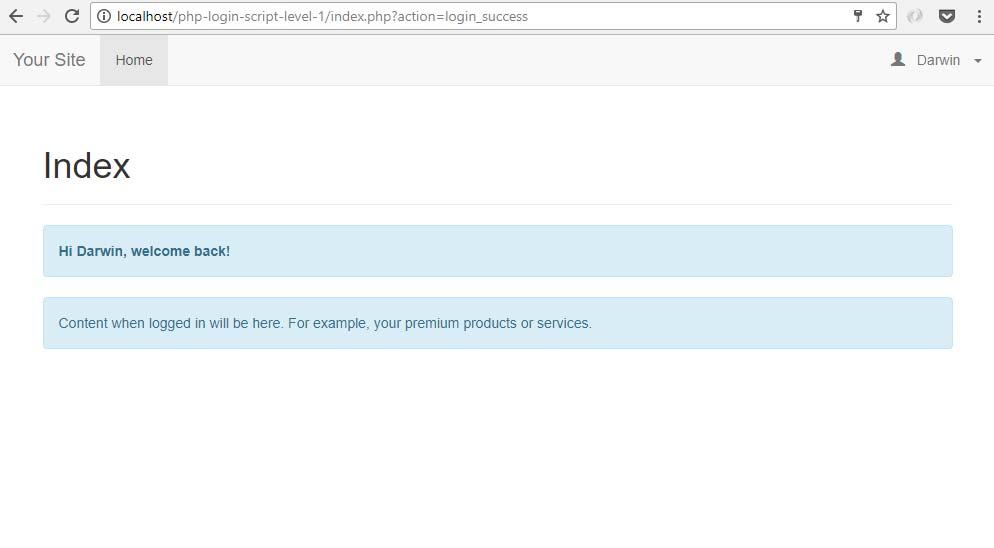 localhost/php-login-script-level-1/index.php?action=login_success
Your Site Home Darwin
Index
Hi Darwin, welcome back!
Content when logged in will be here. For example, your premium products or services.